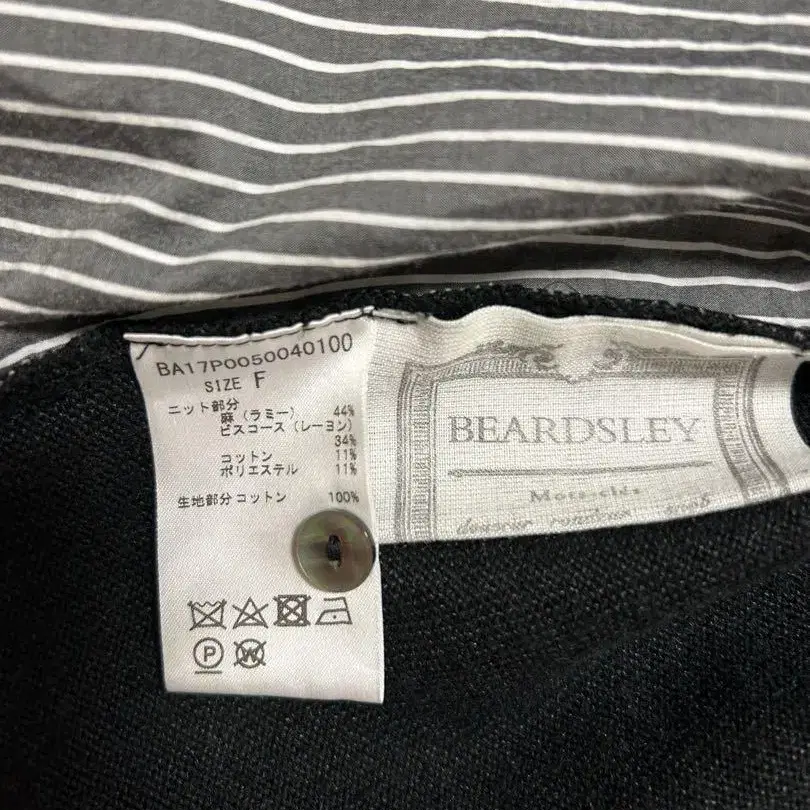 BA17P0050040100
SIZE F
ニット部分
麻(ラミー) 44%
ビスコース(レーヨン)
34%
コットン 11%
ポリエステル 11%
生地部分 コットン 100%
P
W
BEARDSLEY